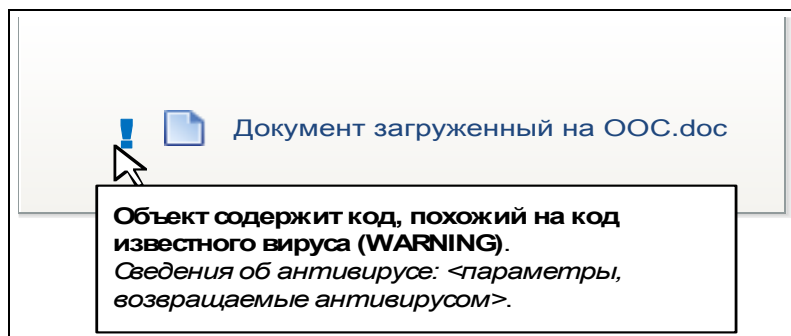 ! Документ загруженный на ООС.doc
Объект содержит код, похожий на код
известного вируса (WARNING).
Сведения об антивирусе: <параметры,
возвращаемые антивирусом>.